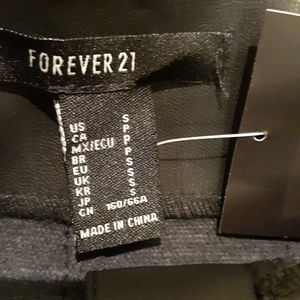 FOREVER 21
US S
CA P
MX/ECU P
BR P
EU S
UK S
KR S
JP S
CN 160/66A
MADE IN CHINA